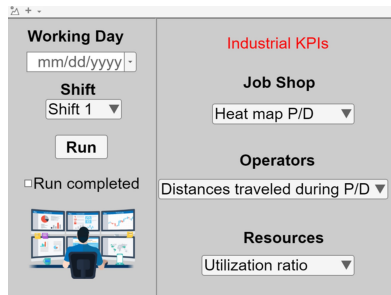 Working Day
mm/dd/yyyy
Shift
Shift 1
Run
Run completed
Industrial KPIs
Job Shop
Heat map P/D
Operators
Distances traveled during P/D
Resources
Utilization ratio